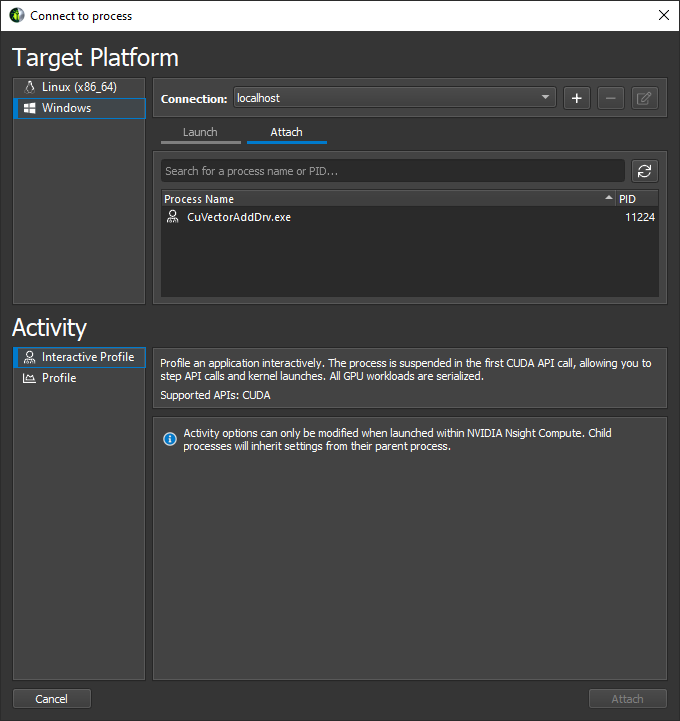 Connect to process
Target Platform
Linux (x86_64)
Windows
Connection:
localhost
Launch
Attach
Search for a process name or PID...
Process Name
PID
CuVectorAddDrv.exe
11224
Activity
Interactive Profile
Profile
Profile an application interactively. The process is suspended in the first CUDA API call, allowing you to
step API calls and kernel launches. All GPU workloads are serialized.
Supported APIs: CUDA
Activity options can only be modified when launched within NVIDIA Nsight Compute. Child
processes will inherit settings from their parent process.
Cancel
Attach